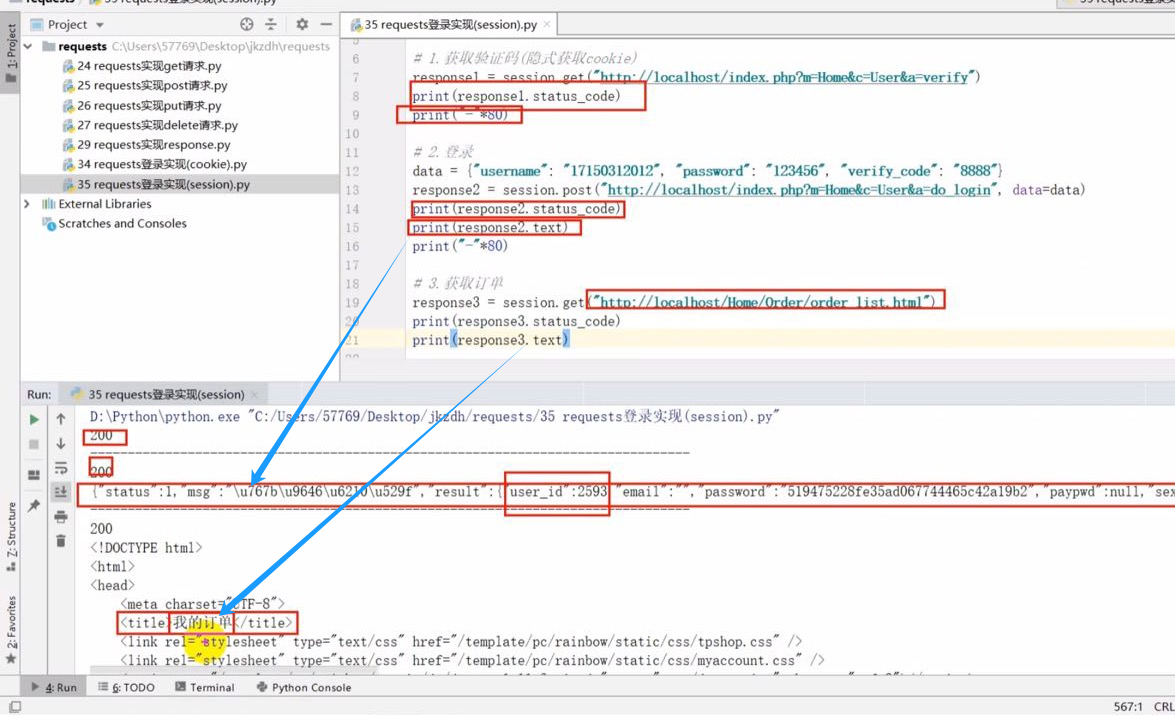 requests
35 requests登录实现(session).py
Project
35 requests登录实现(session).py
1: Project
requests C:\Users\57769\Desktop\jkzdh\requests
24 requests实现get请求.py
25 requests实现post请求.py
26 requests实现put请求.py
27 requests实现delete请求.py
29 requests实现response.py
34 requests登录实现(cookie).py
35 requests登录实现(session).py
External Libraries
Scratches and Consoles
6 # 1.获取验证码(隐式获取cookie)
7 response1 = session.get("http://localhost/index.php?m=Home&c=User&a=verify")
8 print(response1.status_code)
9 print("-"*80)
10
11 # 2.登录
12 data = {"username": "17150312012", "password": "123456", "verify_code": "8888"}
13 response2 = session.post("http://localhost/index.php?m=Home&c=User&a=do_login", data=data)
14 print(response2.status_code)
15 print(response2.text)
16 print("-"*80)
17
18 # 3.获取订单
19 response3 = session.get("http://localhost/Home/Order/order_list.html")
20 print(response3.status_code)
21 print(response3.text)
Run: 35 requests登录实现(session)
D:\Python\python.exe "C:/Users/57769/Desktop/jkzdh/requests/35 requests登录实现(session).py"
200
--------------------------------------------------------------------------------
200
{"status":1,"msg":"\u767b\u9646\u6210\u529f","result":{"user_id":2593,"email":"","password":"519475228fe35ad067744465c42a19b2","paypwd":null,"sex
--------------------------------------------------------------------------------
200
<!DOCTYPE html>
<html>
<head>
<meta charset="UTF-8">
<title>我的订单</title>
<link rel="stylesheet" type="text/css" href="/template/pc/rainbow/static/css/tpshop.css" />
<link rel="stylesheet" type="text/css" href="/template/pc/rainbow/static/css/myaccount.css" />
Z: Structure
2: Favorites
4: Run
6: TODO
Terminal
Python Console
567:1 CRL